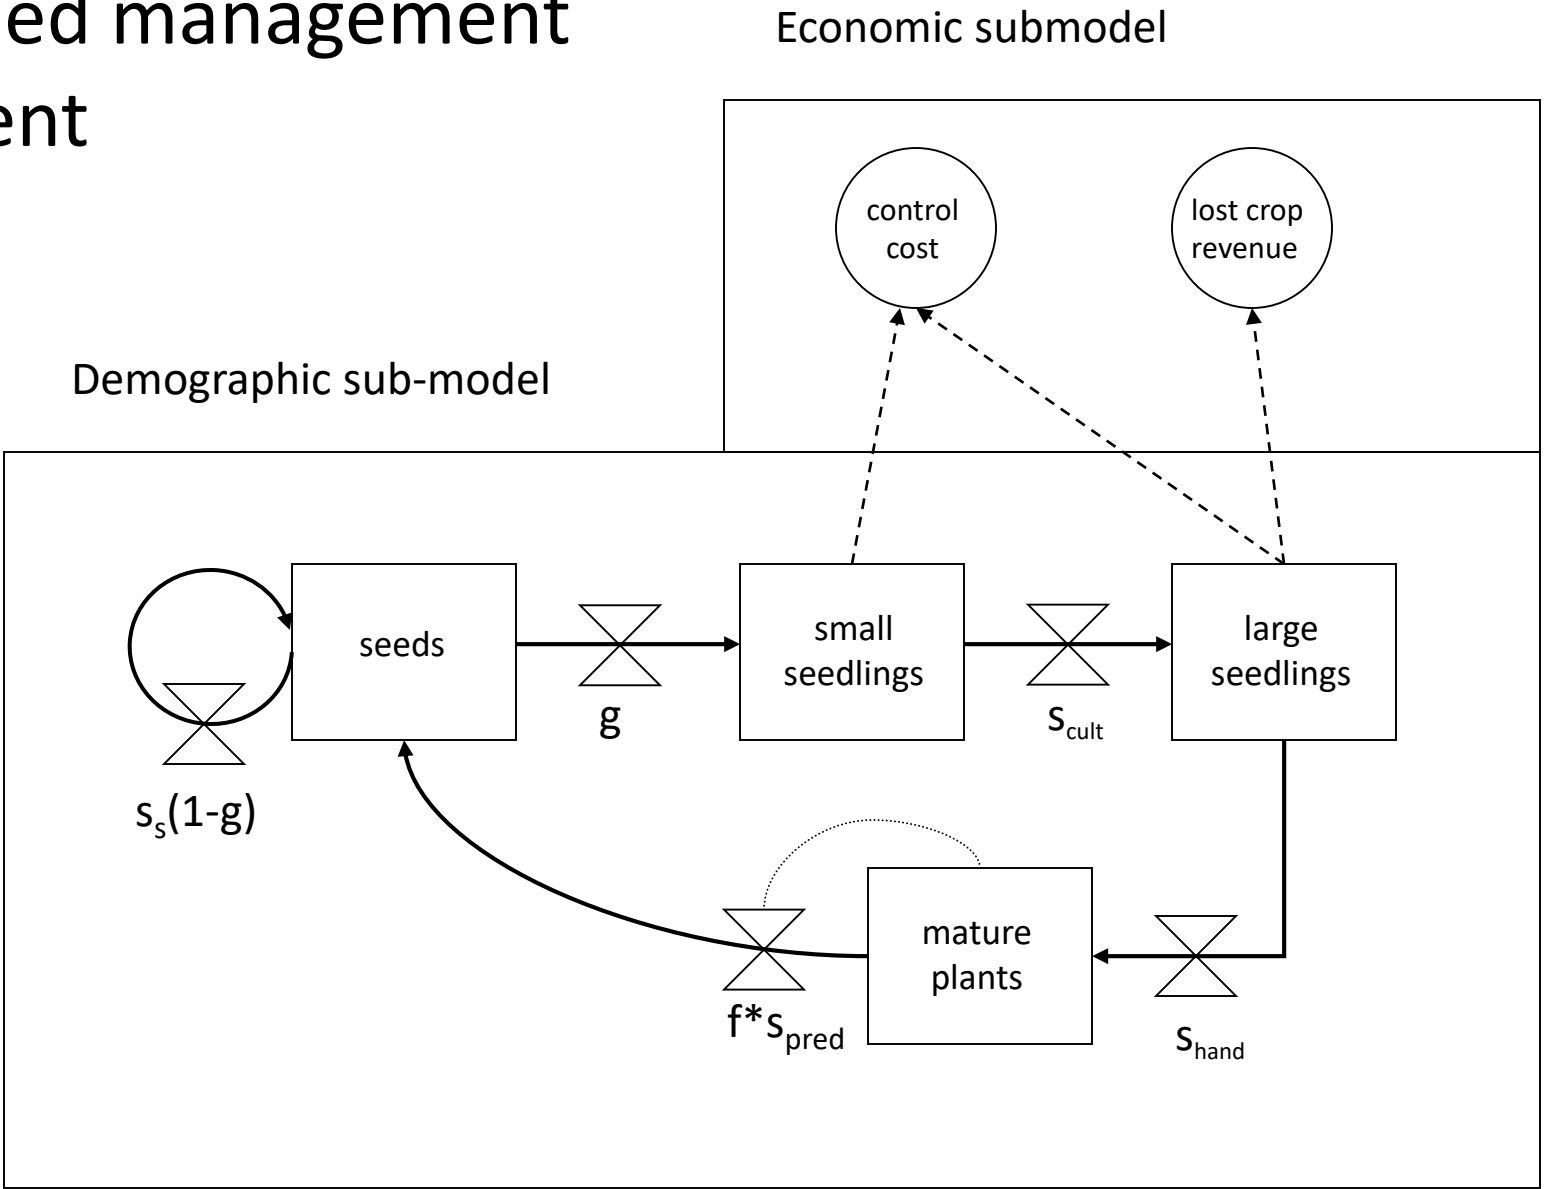 ed management
ent
Economic submodel
control
cost
lost crop
revenue
Demographic sub-model
seeds
small
seedlings
large
seedlings
g
s_cult
s_s(1-g)
mature
plants
f*s_pred
s_hand